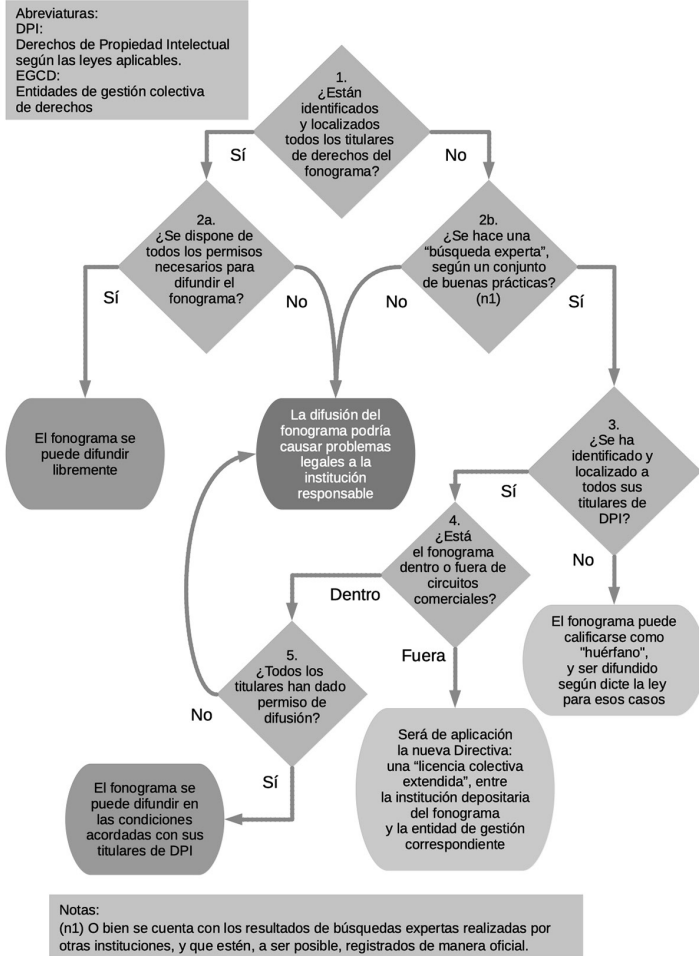 Abreviaturas:
DPI:
Derechos de Propiedad Intelectual
según las leyes aplicables.
EGCD:
Entidades de gestión colectiva
de derechos
1.
¿Están
identificados
y localizados
todos los titulares
de derechos del
fonograma?
Sí
No
2a.
¿Se dispone de
todos los permisos
necesarios para
difundir el
fonograma?
2b.
¿Se hace una
“búsqueda experta”,
según un conjunto
de buenas prácticas?
(n1)
Sí
No
No
Sí
El fonograma se
puede difundir
libremente
La difusión del
fonograma podría
causar problemas
legales a la
institución
responsable
3.
¿Se ha
identificado y
localizado a
todos sus
titulares de
DPI?
Sí
No
4.
¿Está
el fonograma
dentro o fuera de
circuitos
comerciales?
Dentro
Fuera
El fonograma puede
calificarse como
"huérfano",
y ser difundido
según dicte la ley
para esos casos
5.
¿Todos los
titulares han dado
permiso de
difusión?
No
Sí
Será de aplicación
la nueva Directiva:
una “licencia colectiva
extendida”, entre
la institución depositaria
del fonograma
y la entidad de gestión
correspondiente
El fonograma se
puede difundir en
las condiciones
acordadas con sus
titulares de DPI
Notas:
(n1) O bien se cuenta con los resultados de búsquedas expertas realizadas por
otras instituciones, y que estén, a ser posible, registrados de manera oficial.